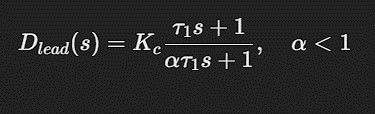 D_{lead}(s) = K_c \frac{\tau_1 s + 1}{\alpha \tau_1 s + 1}, \quad \alpha < 1